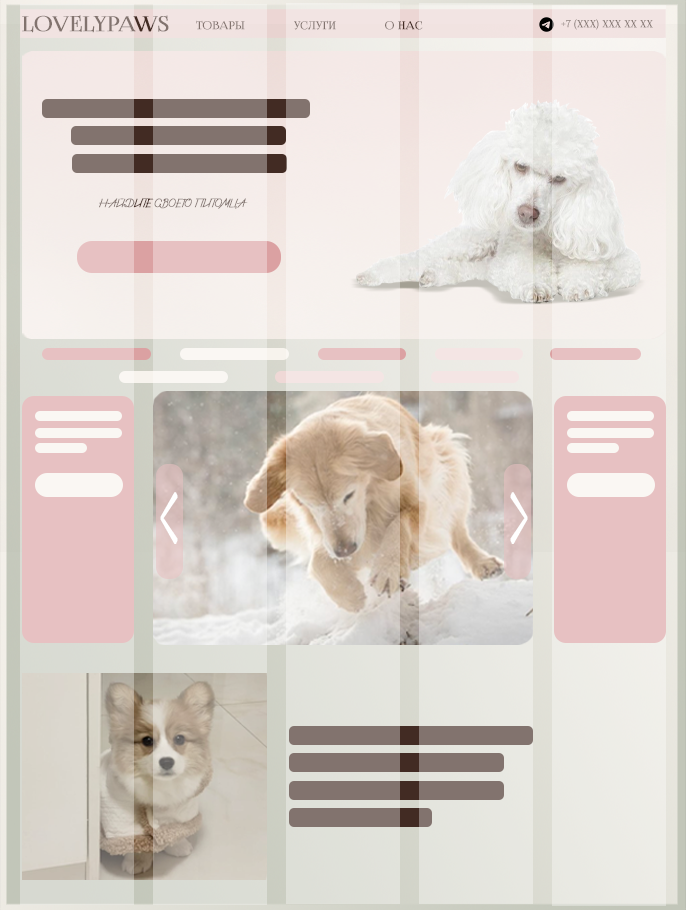 LOVELYPAWS
ТОВАРЫ
УСЛУГИ
О НАС
+7 (XXX) XXX XX XX
НАЙДИТЕ СВОЕГО ПИТОМЦА